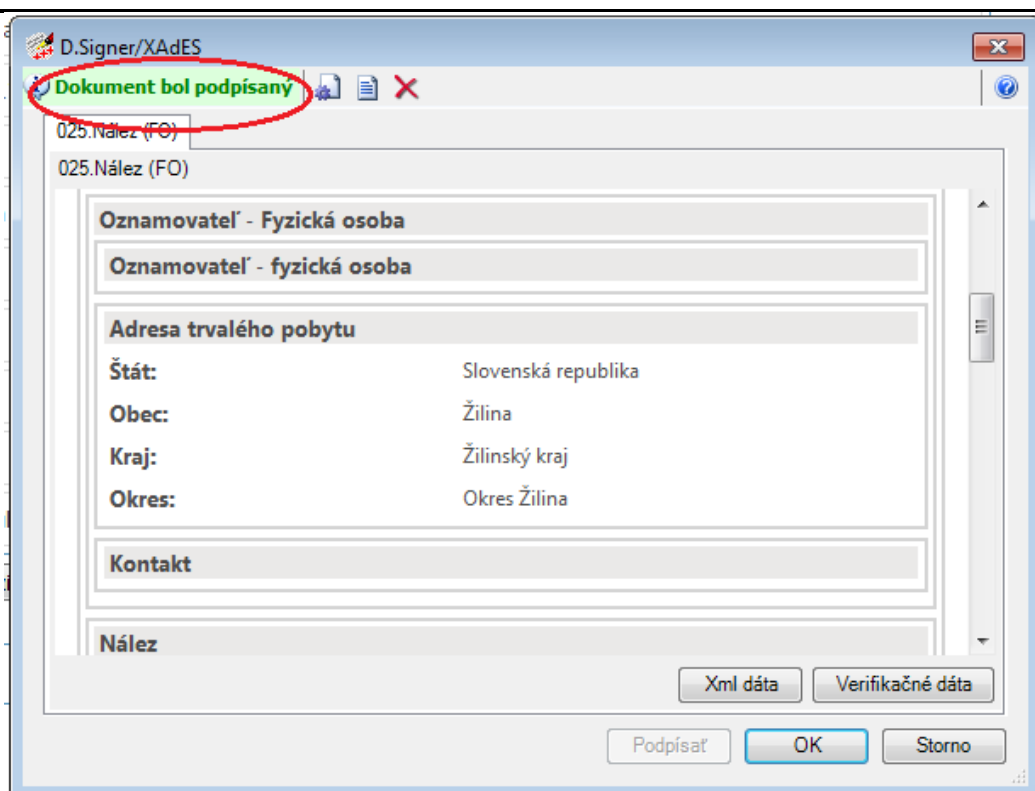 D.Signer/XAdES
Dokument bol podpísaný
025.Nález (FO)
025.Nález (FO)
Oznamovateľ - Fyzická osoba
Oznamovateľ - fyzická osoba
Adresa trvalého pobytu
Štát: Slovenská republika
Obec: Žilina
Kraj: Žilinský kraj
Okres: Okres Žilina
Kontakt
Nález
Xml dáta Verifikačné dáta
Podpísať OK Storno